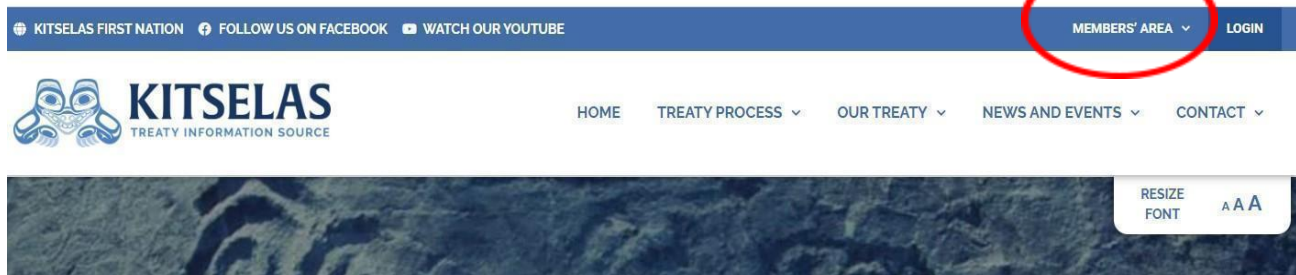 KITSELAS FIRST NATION FOLLOW US ON FACEBOOK WATCH OUR YOUTUBE MEMBERS' AREA LOGIN
KITSELAS
TREATY INFORMATION SOURCE
HOME TREATY PROCESS OUR TREATY NEWS AND EVENTS CONTACT
RESIZE
FONT
A A A